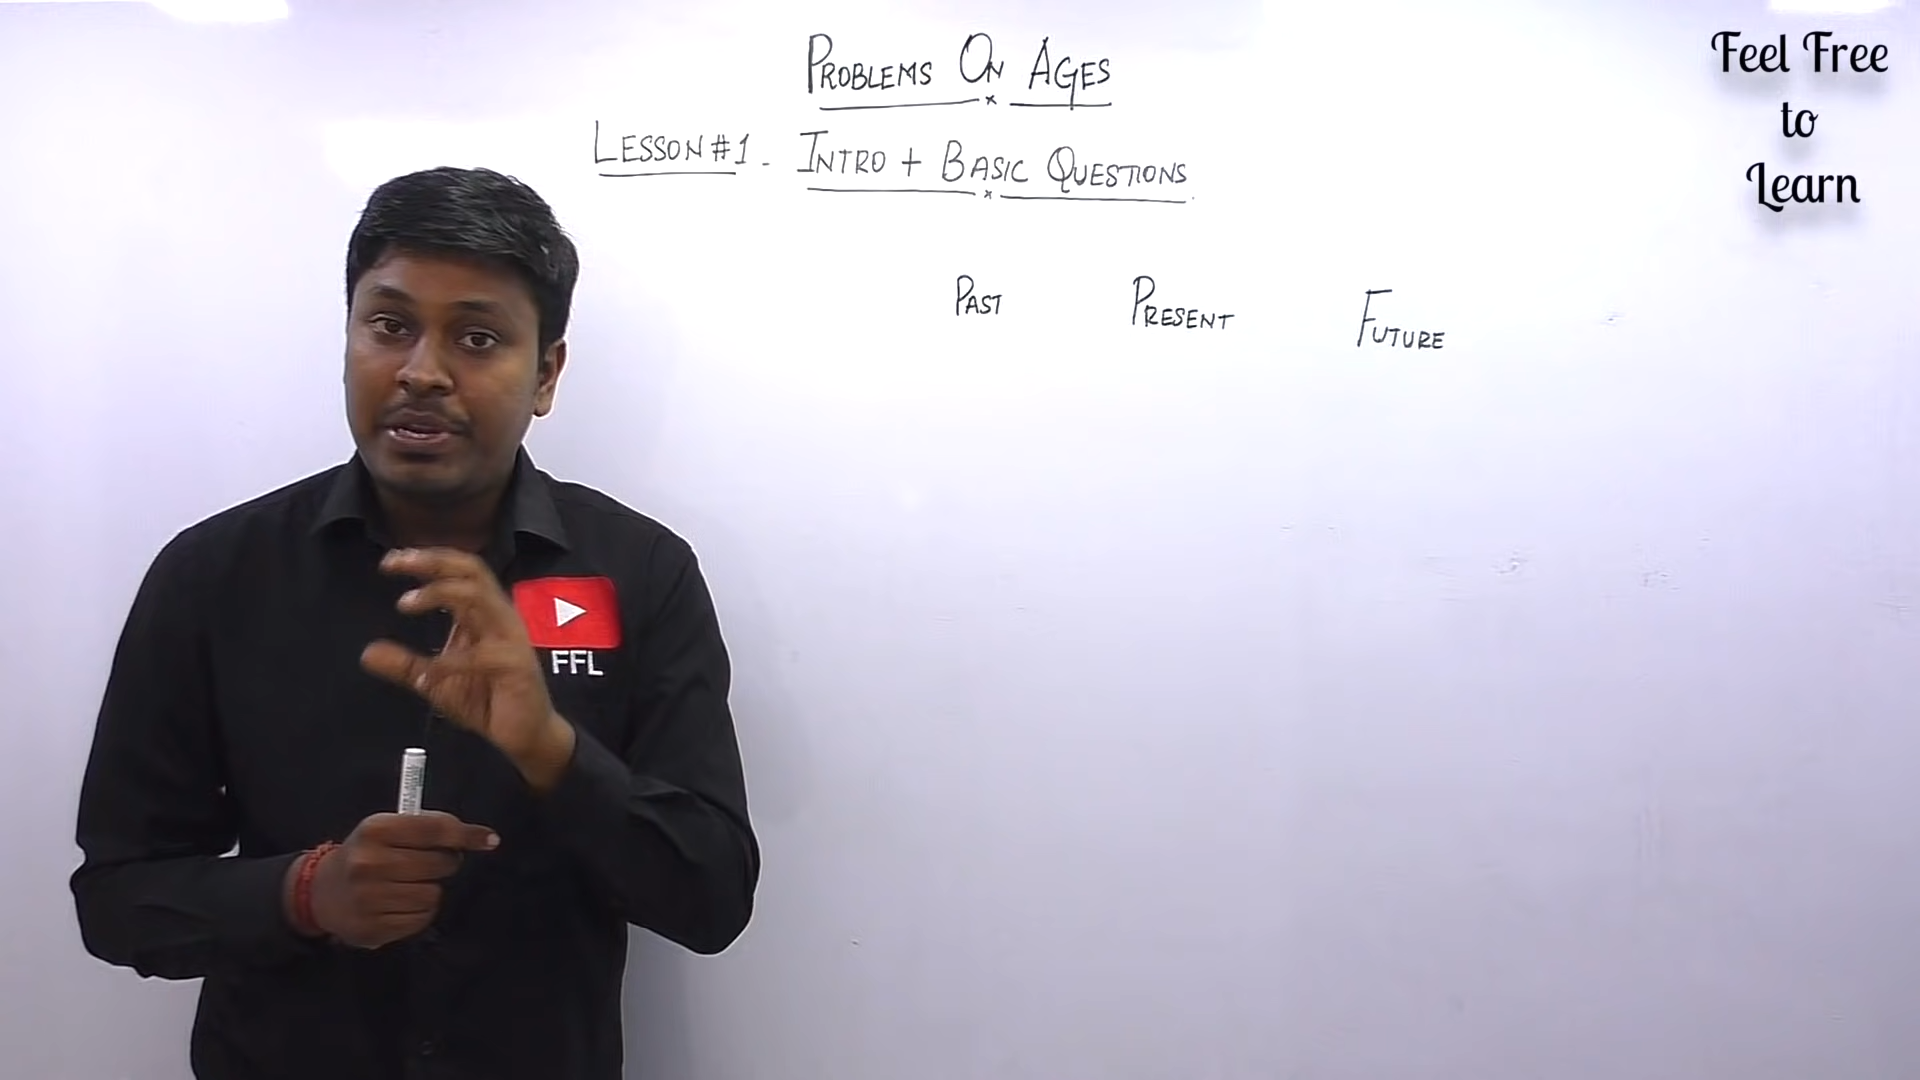 PROBLEMS ON AGES
LESSON #1 - INTRO + BASIC QUESTIONS.
PAST PRESENT FUTURE
Feel Free
to
Learn
FFL